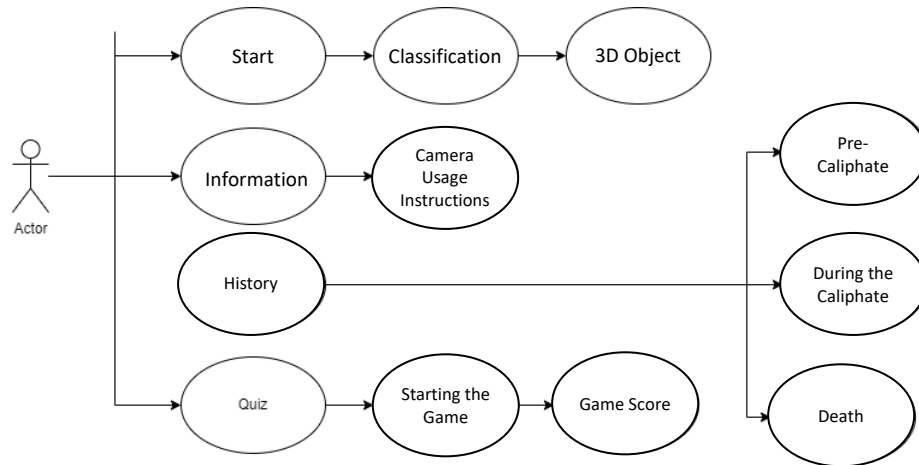 Start
Classification
3D Object
Actor
Information
Camera
Usage
Instructions
Pre-
Caliphate
History
During the
Caliphate
Quiz
Starting the
Game
Game Score
Death